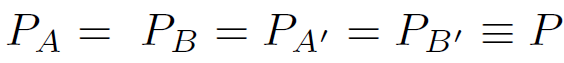 P_A = P_B = P_{A'} = P_{B'} ≡ P